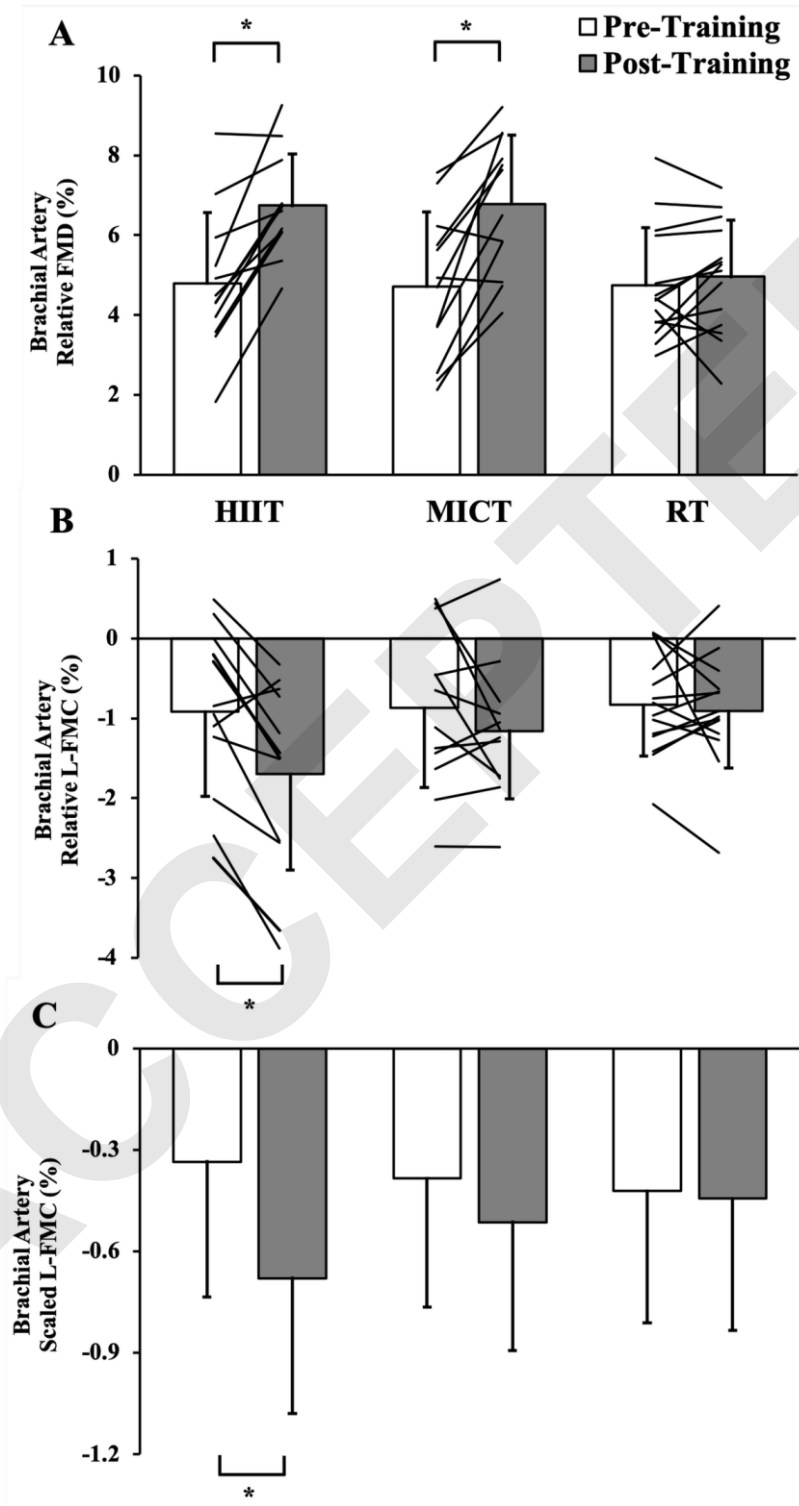 A
*
*
Pre-Training
Post-Training
Brachial Artery
Relative FMD (%)
10
8
6
4
2
0
HIIT
MICT
RT
B
Brachial Artery
Relative L-FMC (%)
1
0
-1
-2
-3
-4
*
C
Brachial Artery
Scaled L-FMC (%)
0
-0.3
-0.6
-0.9
-1.2
*
ACCEPTE